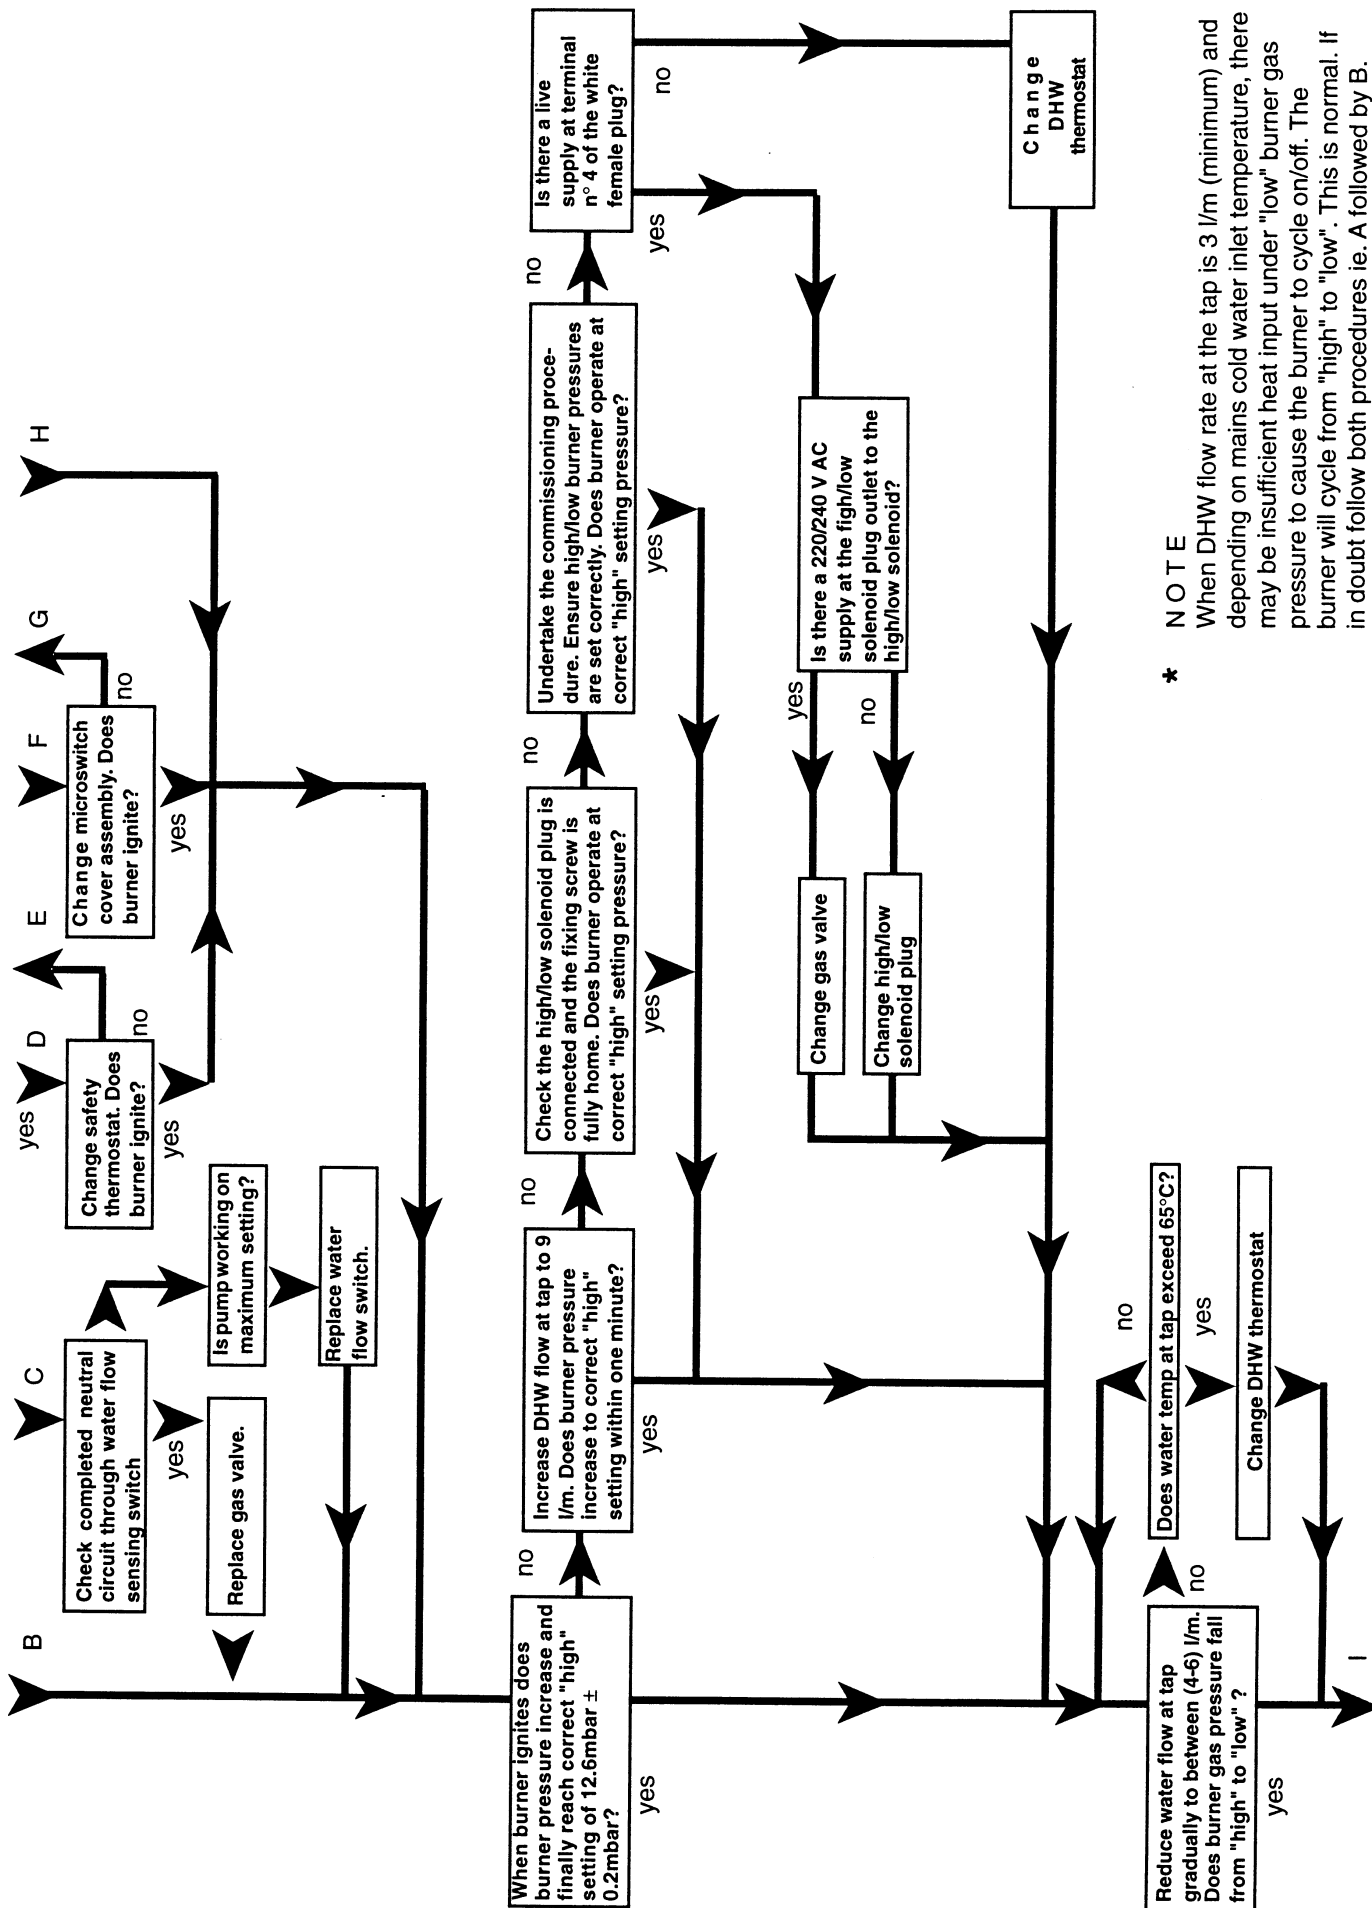 B
C
yes
D
E
F
G
H
Check completed neutral
circuit through water flow
sensing switch
yes
Replace gas valve.
Is pump working on
maximum setting?
Replace water
flow switch.
Change safety
thermostat. Does
burner ignite?
no
yes
Change microswitch
cover assembly. Does
burner ignite?
no
yes
When burner ignites does
burner pressure increase and
finally reach correct "high"
setting of 12.6mbar ±
0.2mbar?
no
yes
Increase DHW flow at tap to 9
l/m. Does burner pressure
increase to correct "high"
setting within one minute?
no
yes
Check the high/low solenoid plug is
connected and the fixing screw is
fully home. Does burner operate at
correct "high" setting pressure?
no
yes
Undertake the commissioning proce-
dure. Ensure high/low burner pressures
are set correctly. Does burner operate at
correct "high" setting pressure?
no
yes
Is there a live
supply at terminal
n° 4 of the white
female plug?
yes
no
Is there a 220/240 V AC
supply at the figh/low
solenoid plug outlet to the
high/low solenoid?
yes
no
Change gas valve
Change high/low
solenoid plug
Change
DHW
thermostat
Reduce water flow at tap
gradually to between (4-6) l/m.
Does burner gas pressure fall
from "high" to "low" ?
no
yes
Does water temp at tap exceed 65°C?
no
yes
Change DHW thermostat
I
* NOTE
When DHW flow rate at the tap is 3 l/m (minimum) and
depending on mains cold water inlet temperature, there
may be insufficient heat input under "low" burner gas
pressure to cause the burner to cycle on/off. The
burner will cycle from "high" to "low". This is normal. If
in doubt follow both procedures ie. A followed by B.